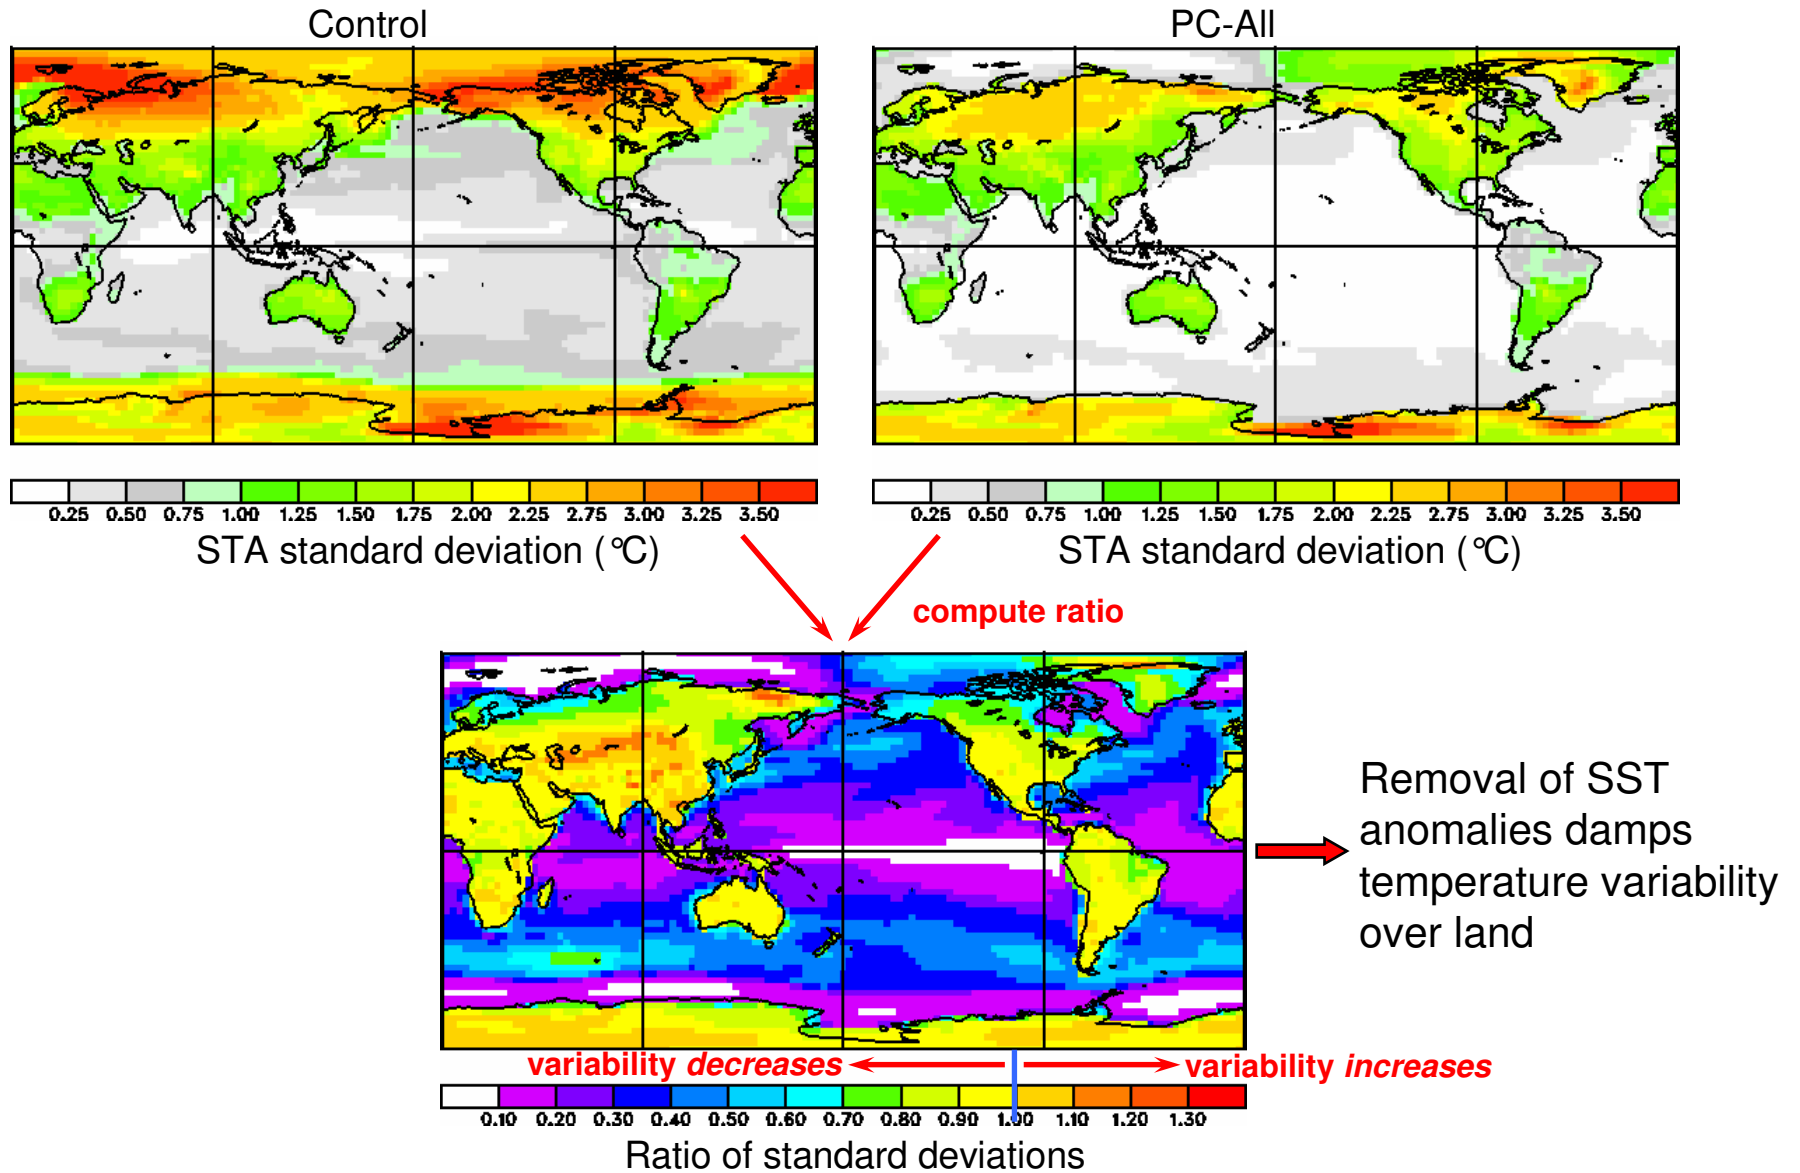 Control
PC-All
0.25 0.50 0.75 1.00 1.25 1.50 1.75 2.00 2.25 2.75 3.00 3.25 3.50
0.25 0.50 0.75 1.00 1.25 1.50 1.75 2.00 2.25 2.75 3.00 3.25 3.50
STA standard deviation (°C)
STA standard deviation (°C)
compute ratio
Removal of SST
anomalies damps
temperature variability
over land
variability decreases
variability increases
0.10 0.20 0.30 0.40 0.50 0.60 0.70 0.80 0.90 1.00 1.10 1.20 1.30
Ratio of standard deviations